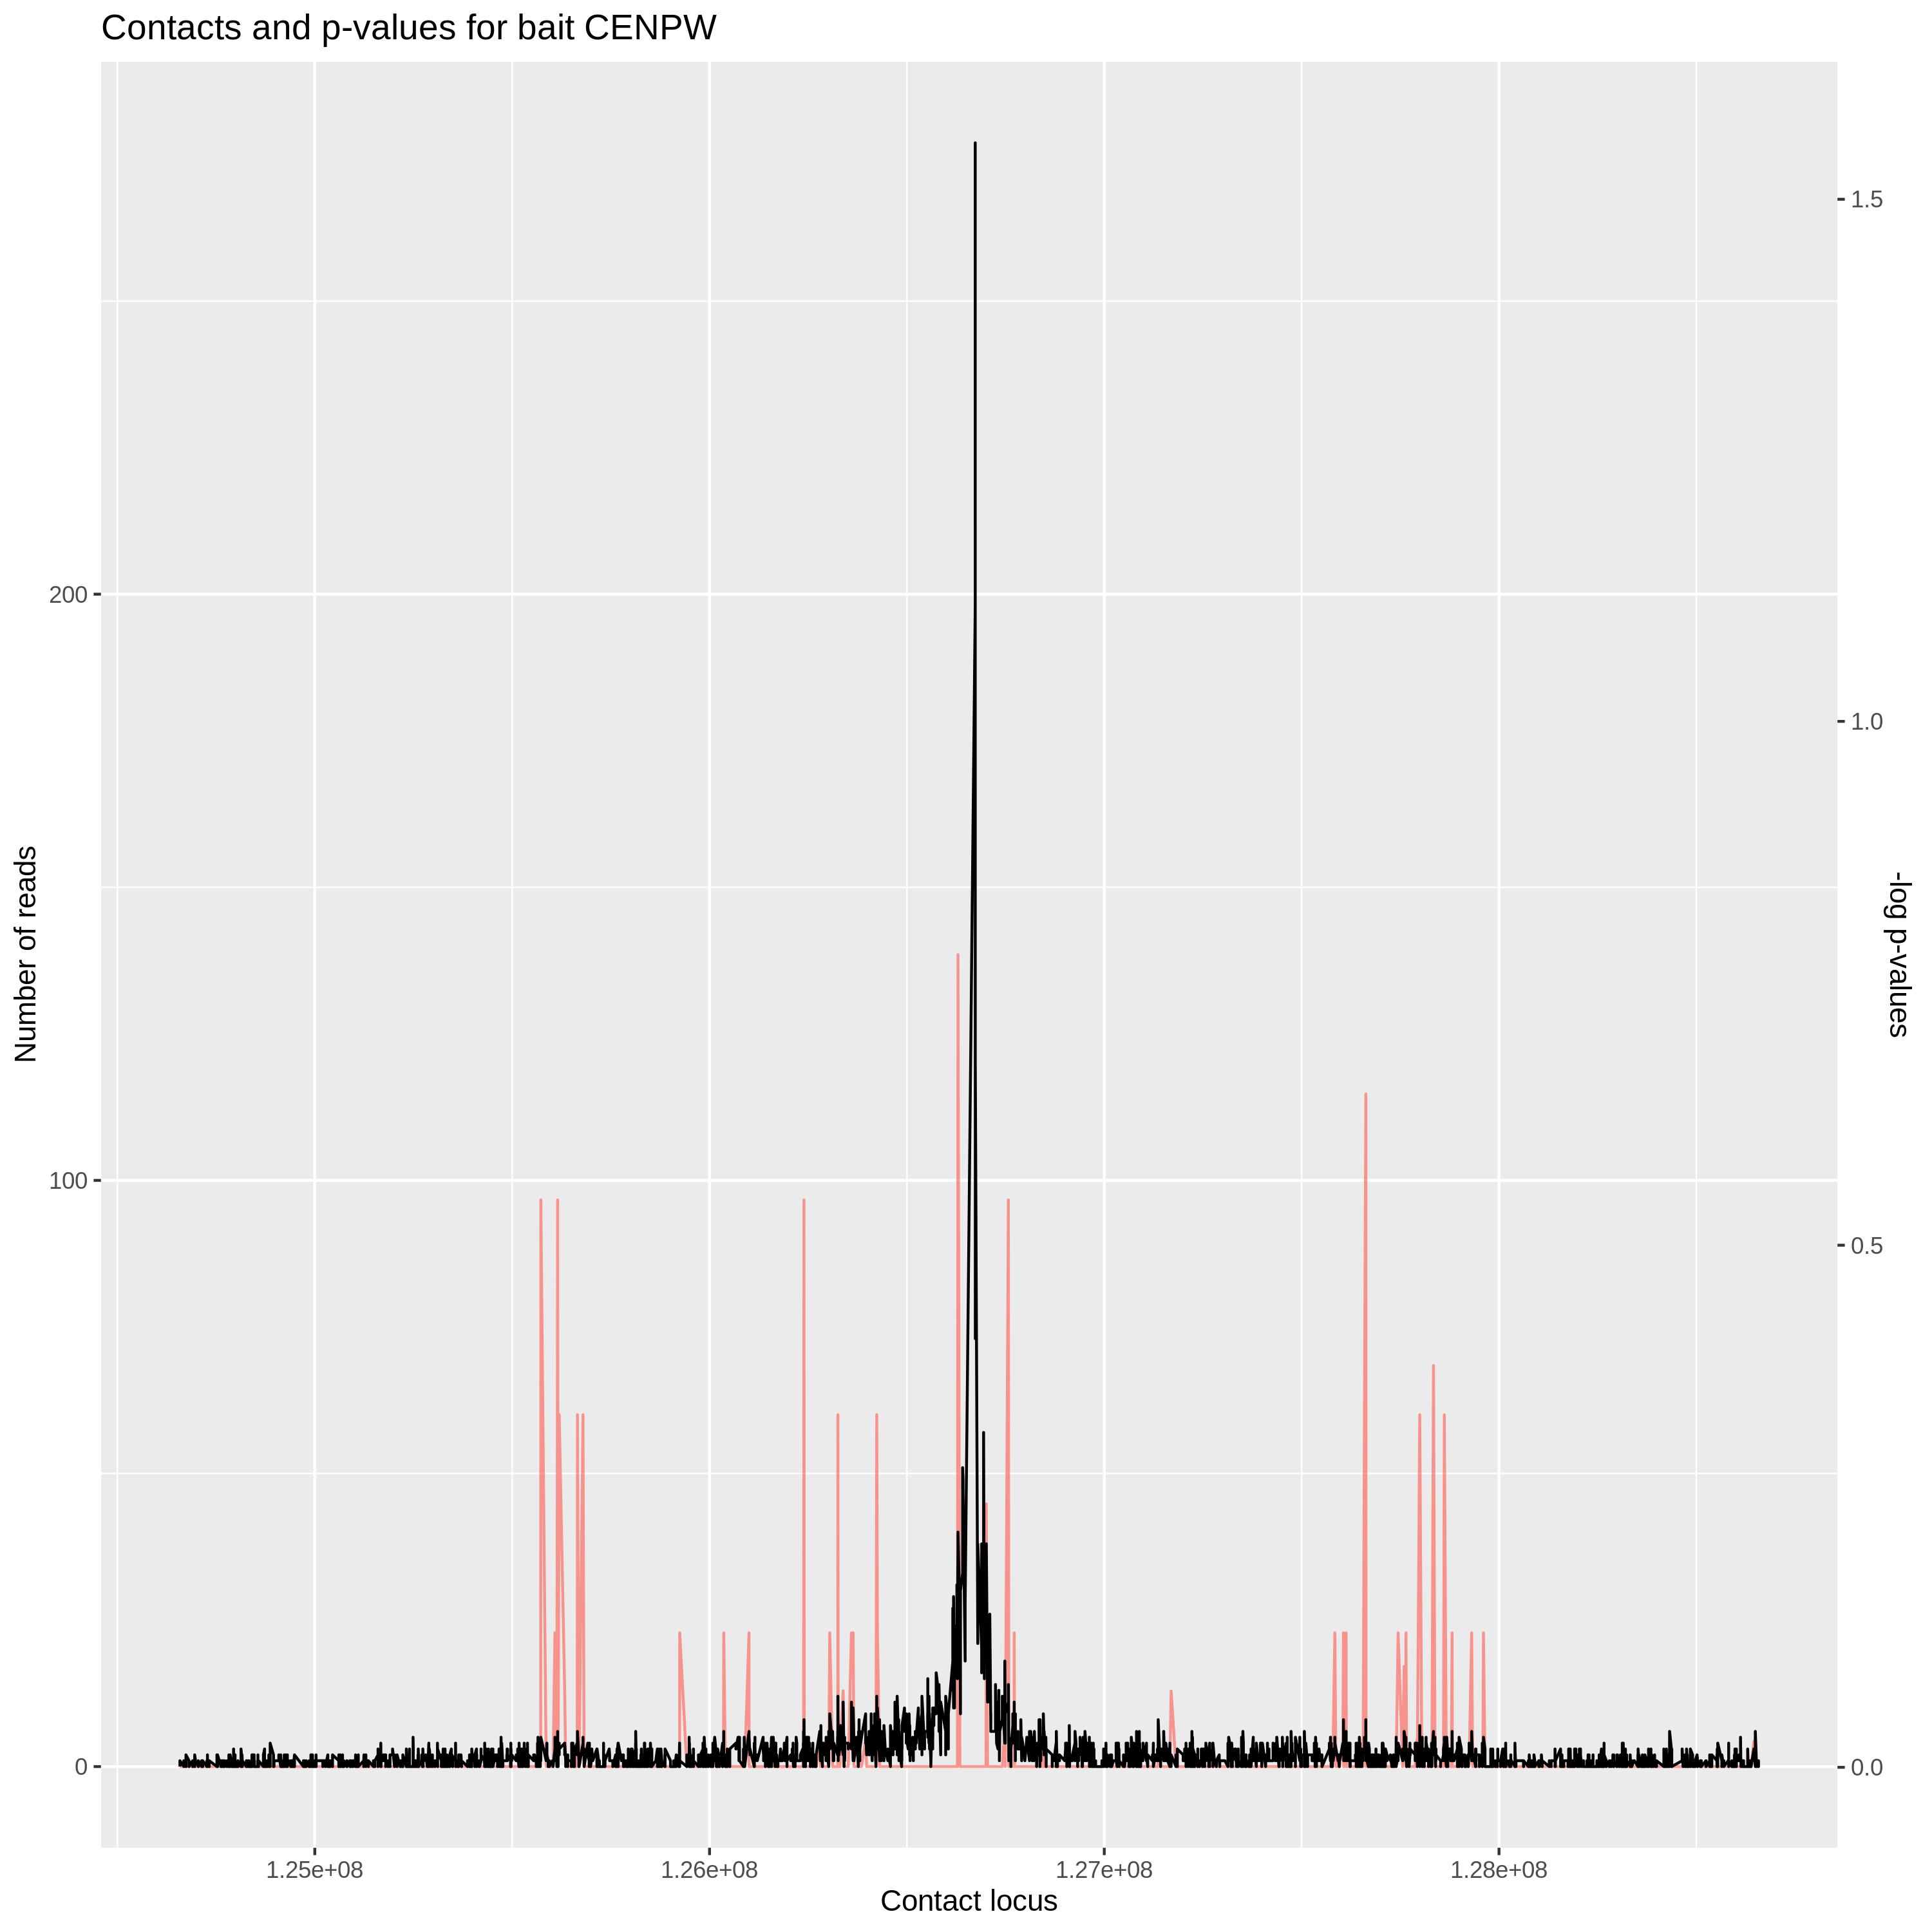 Contacts and p-values for bait CENPW
Number of reads
200
100
0
1.5
1.0
0.5
0.0
-log p-values
1.25e+08 1.26e+08 1.27e+08 1.28e+08
Contact locus